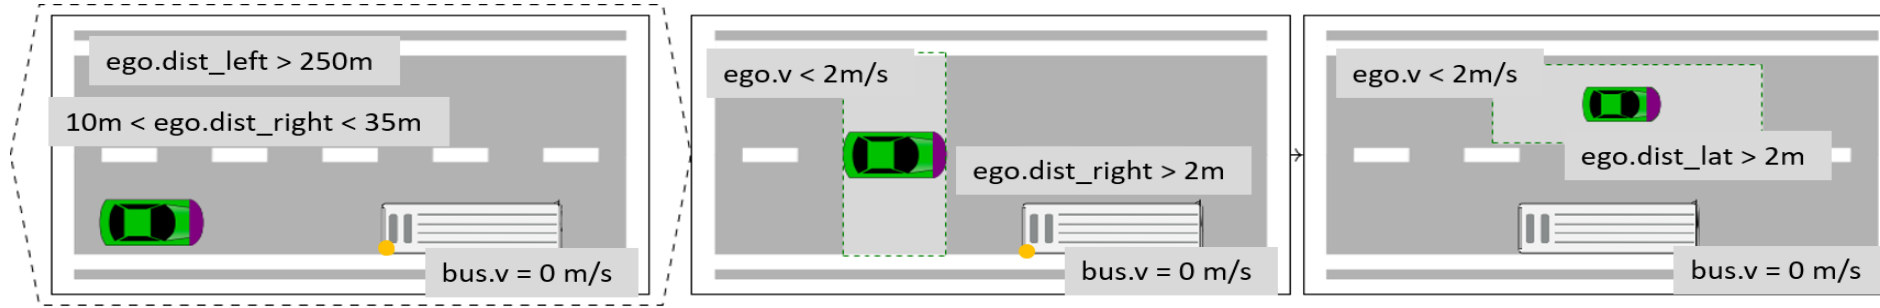 ego.dist_left > 250m
10m < ego.dist_right < 35m
bus.v = 0 m/s
ego.v < 2m/s
ego.dist_right > 2m
bus.v = 0 m/s
ego.v < 2m/s
ego.dist_lat > 2m
bus.v = 0 m/s